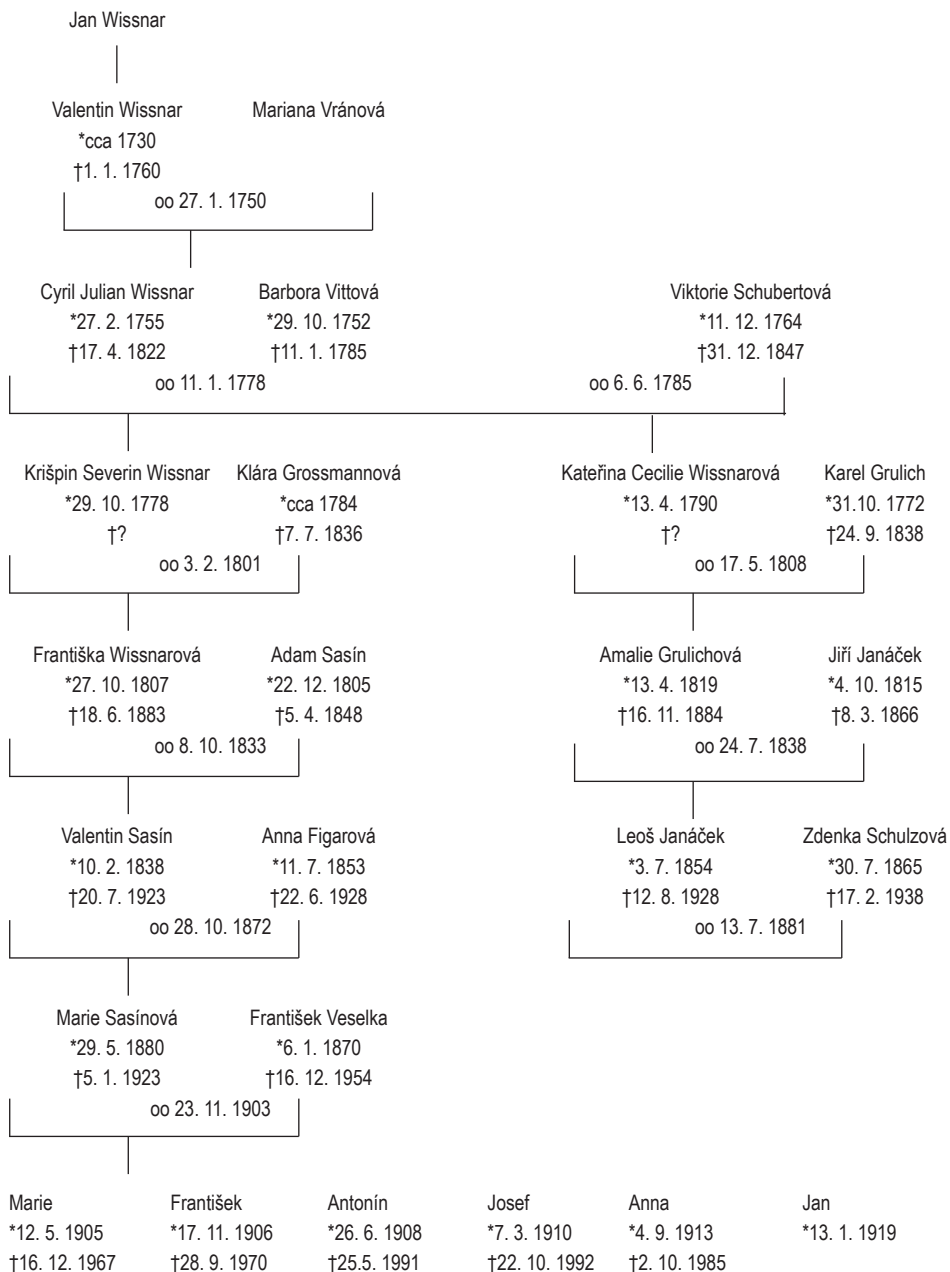 Jan Wissnar
Valentin Wissnar Mariana Vránová
*cca 1730
†1. 1. 1760
oo 27. 1. 1750
Cyril Julian Wissnar Barbora Vittová Viktorie Schubertová
*27. 2. 1755 *29. 10. 1752 *11. 12. 1764
†17. 4. 1822 †11. 1. 1785 †31. 12. 1847
oo 11. 1. 1778 oo 6. 6. 1785
Krišpin Severin Wissnar Klára Grossmannová Kateřina Cecilie Wissnarová Karel Grulich
*29. 10. 1778 *cca 1784 *13. 4. 1790 *31.10. 1772
†? †7. 7. 1836 †? †24. 9. 1838
oo 3. 2. 1801 oo 17. 5. 1808
Františka Wissnarová Adam Sasín Amalie Grulichová Jiří Janáček
*27. 10. 1807 *22. 12. 1805 *13. 4. 1819 *4. 10. 1815
†18. 6. 1883 †5. 4. 1848 †16. 11. 1884 †8. 3. 1866
oo 8. 10. 1833 oo 24. 7. 1838
Valentin Sasín Anna Figarová Leoš Janáček Zdenka Schulzová
*10. 2. 1838 *11. 7. 1853 *3. 7. 1854 *30. 7. 1865
†20. 7. 1923 †22. 6. 1928 †12. 8. 1928 †17. 2. 1938
oo 28. 10. 1872 oo 13. 7. 1881
Marie Sasínová František Veselka
*29. 5. 1880 *6. 1. 1870
†5. 1. 1923 †16. 12. 1954
oo 23. 11. 1903
Marie František Antonín Josef Anna Jan
*12. 5. 1905 *17. 11. 1906 *26. 6. 1908 *7. 3. 1910 *4. 9. 1913 *13. 1. 1919
†16. 12. 1967 †28. 9. 1970 †25.5. 1991 †22. 10. 1992 †2. 10. 1985